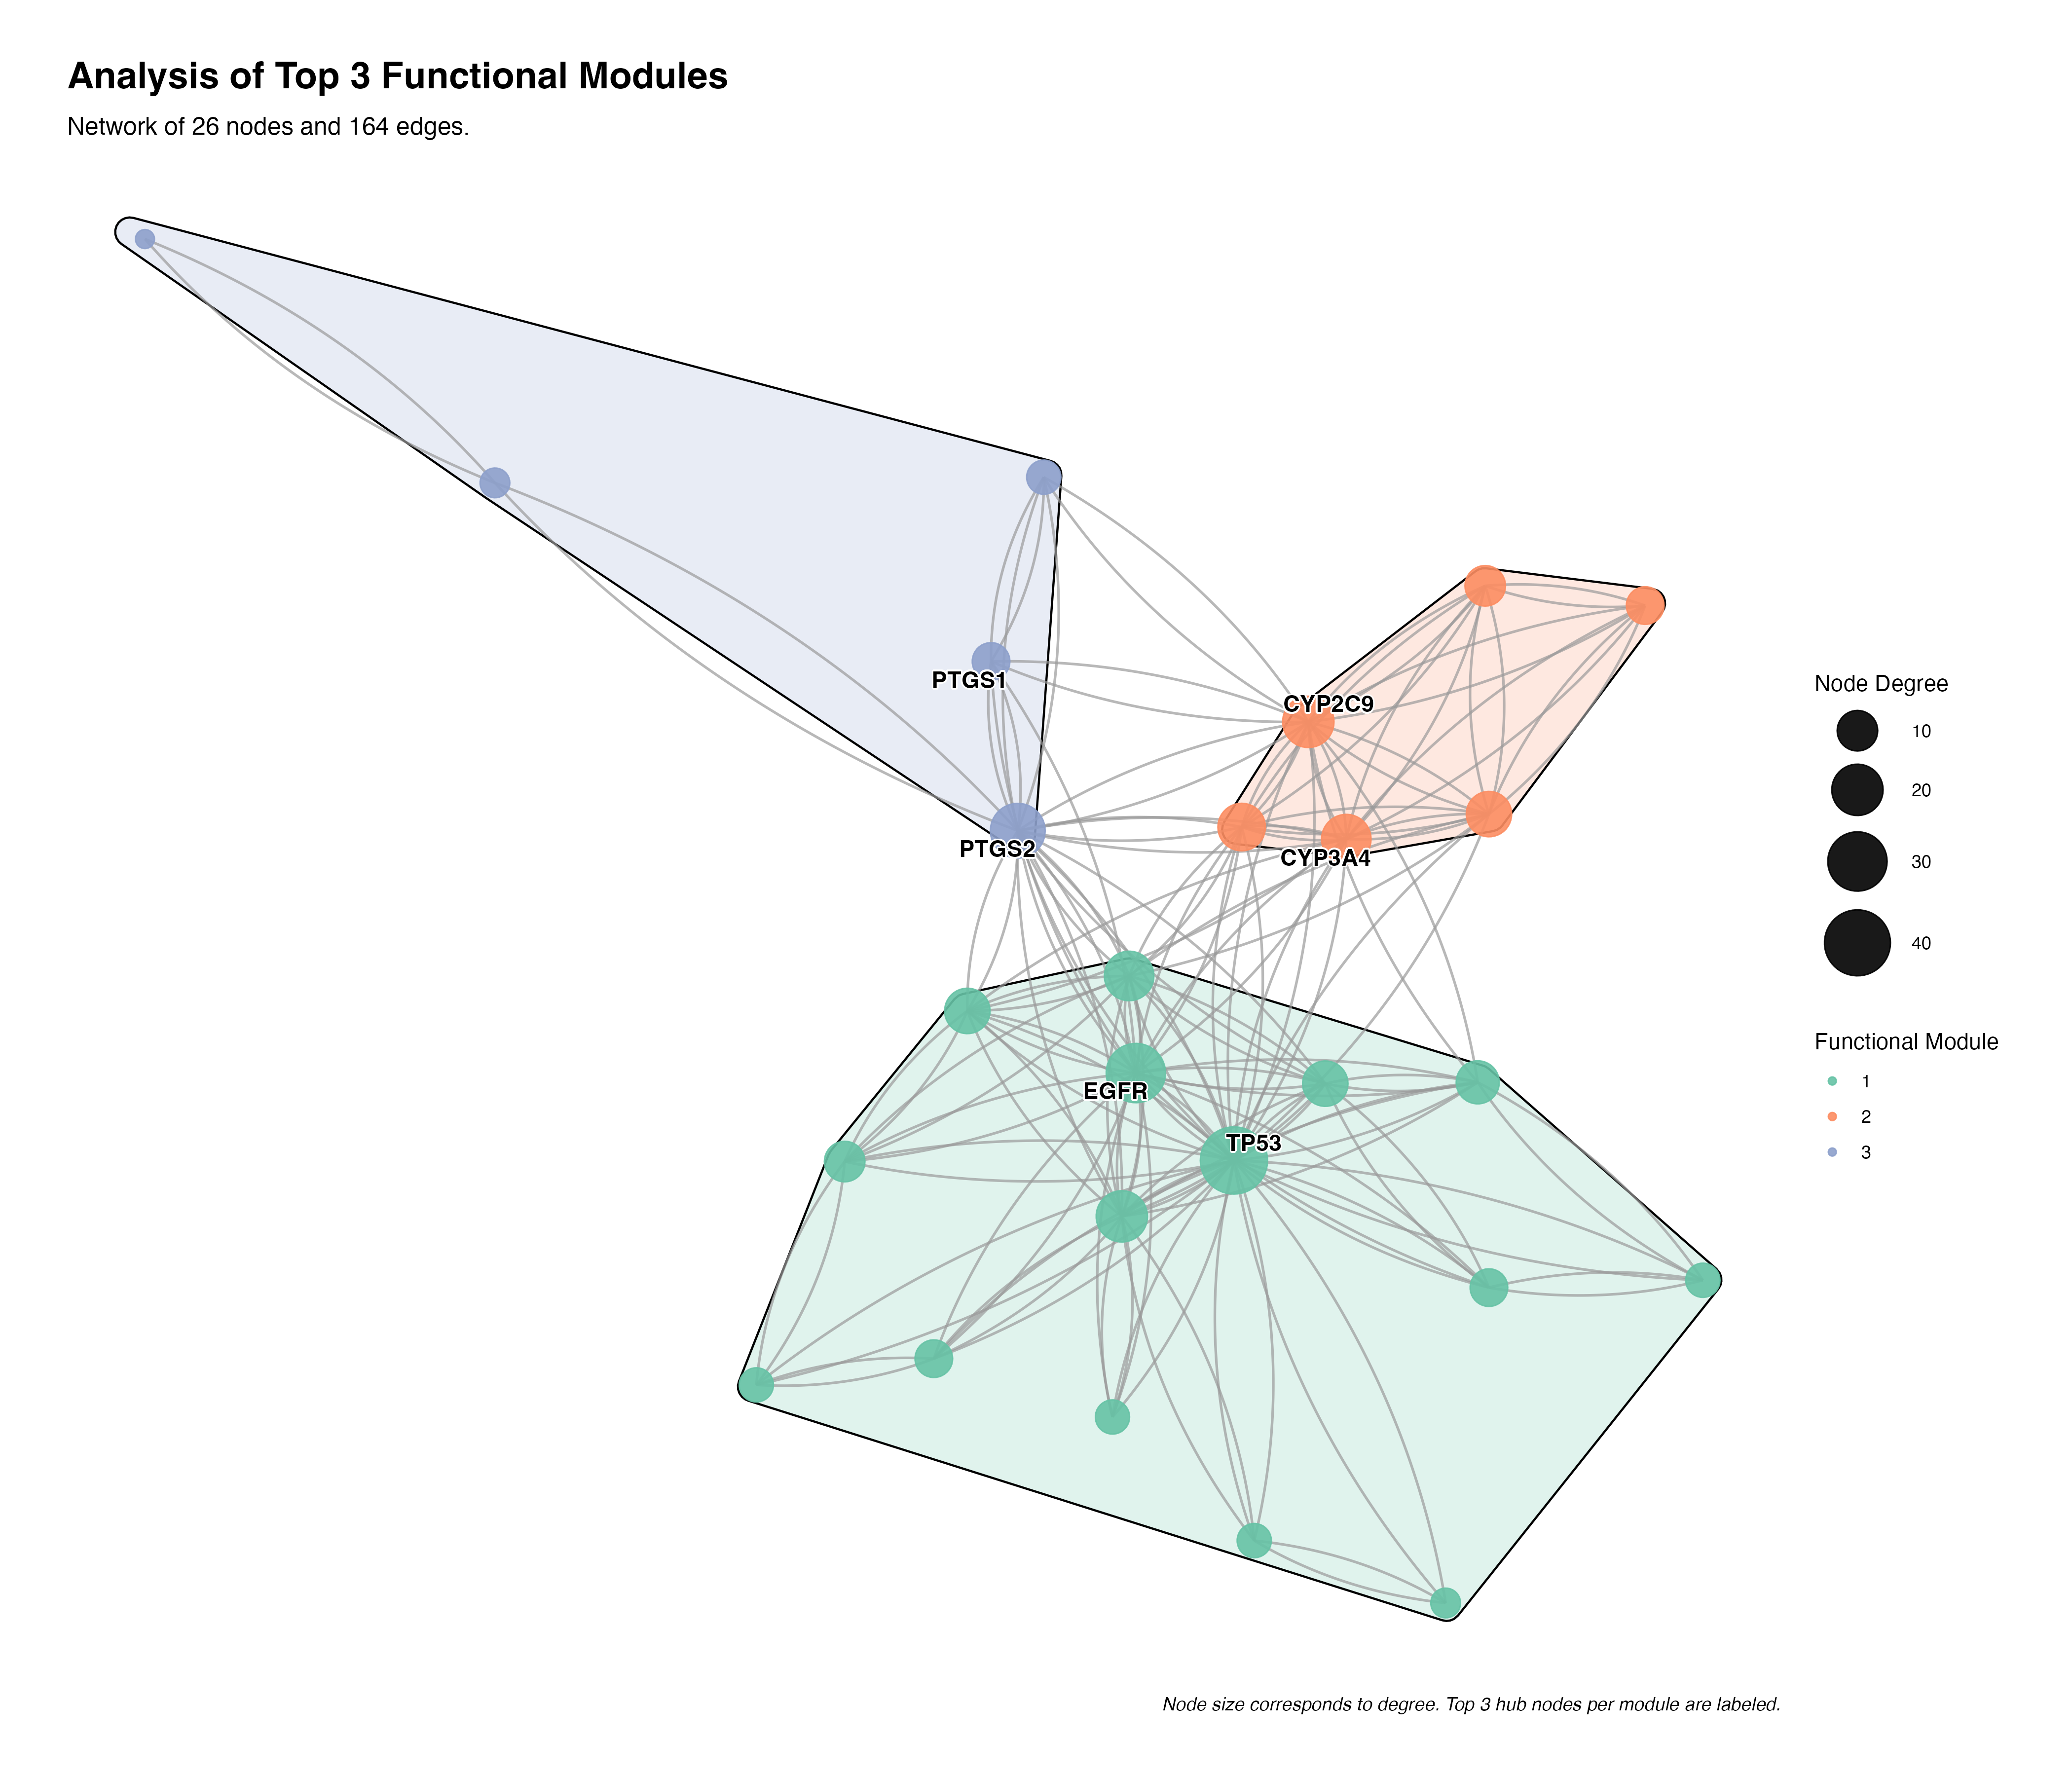 Analysis of Top 3 Functional Modules
Network of 26 nodes and 164 edges.
PTGS1
CYP2C9
PTGS2
CYP3A4
EGFR
TP53
Node Degree
10
20
30
40
Functional Module
1
2
3
Node size corresponds to degree. Top 3 hub nodes per module are labeled.